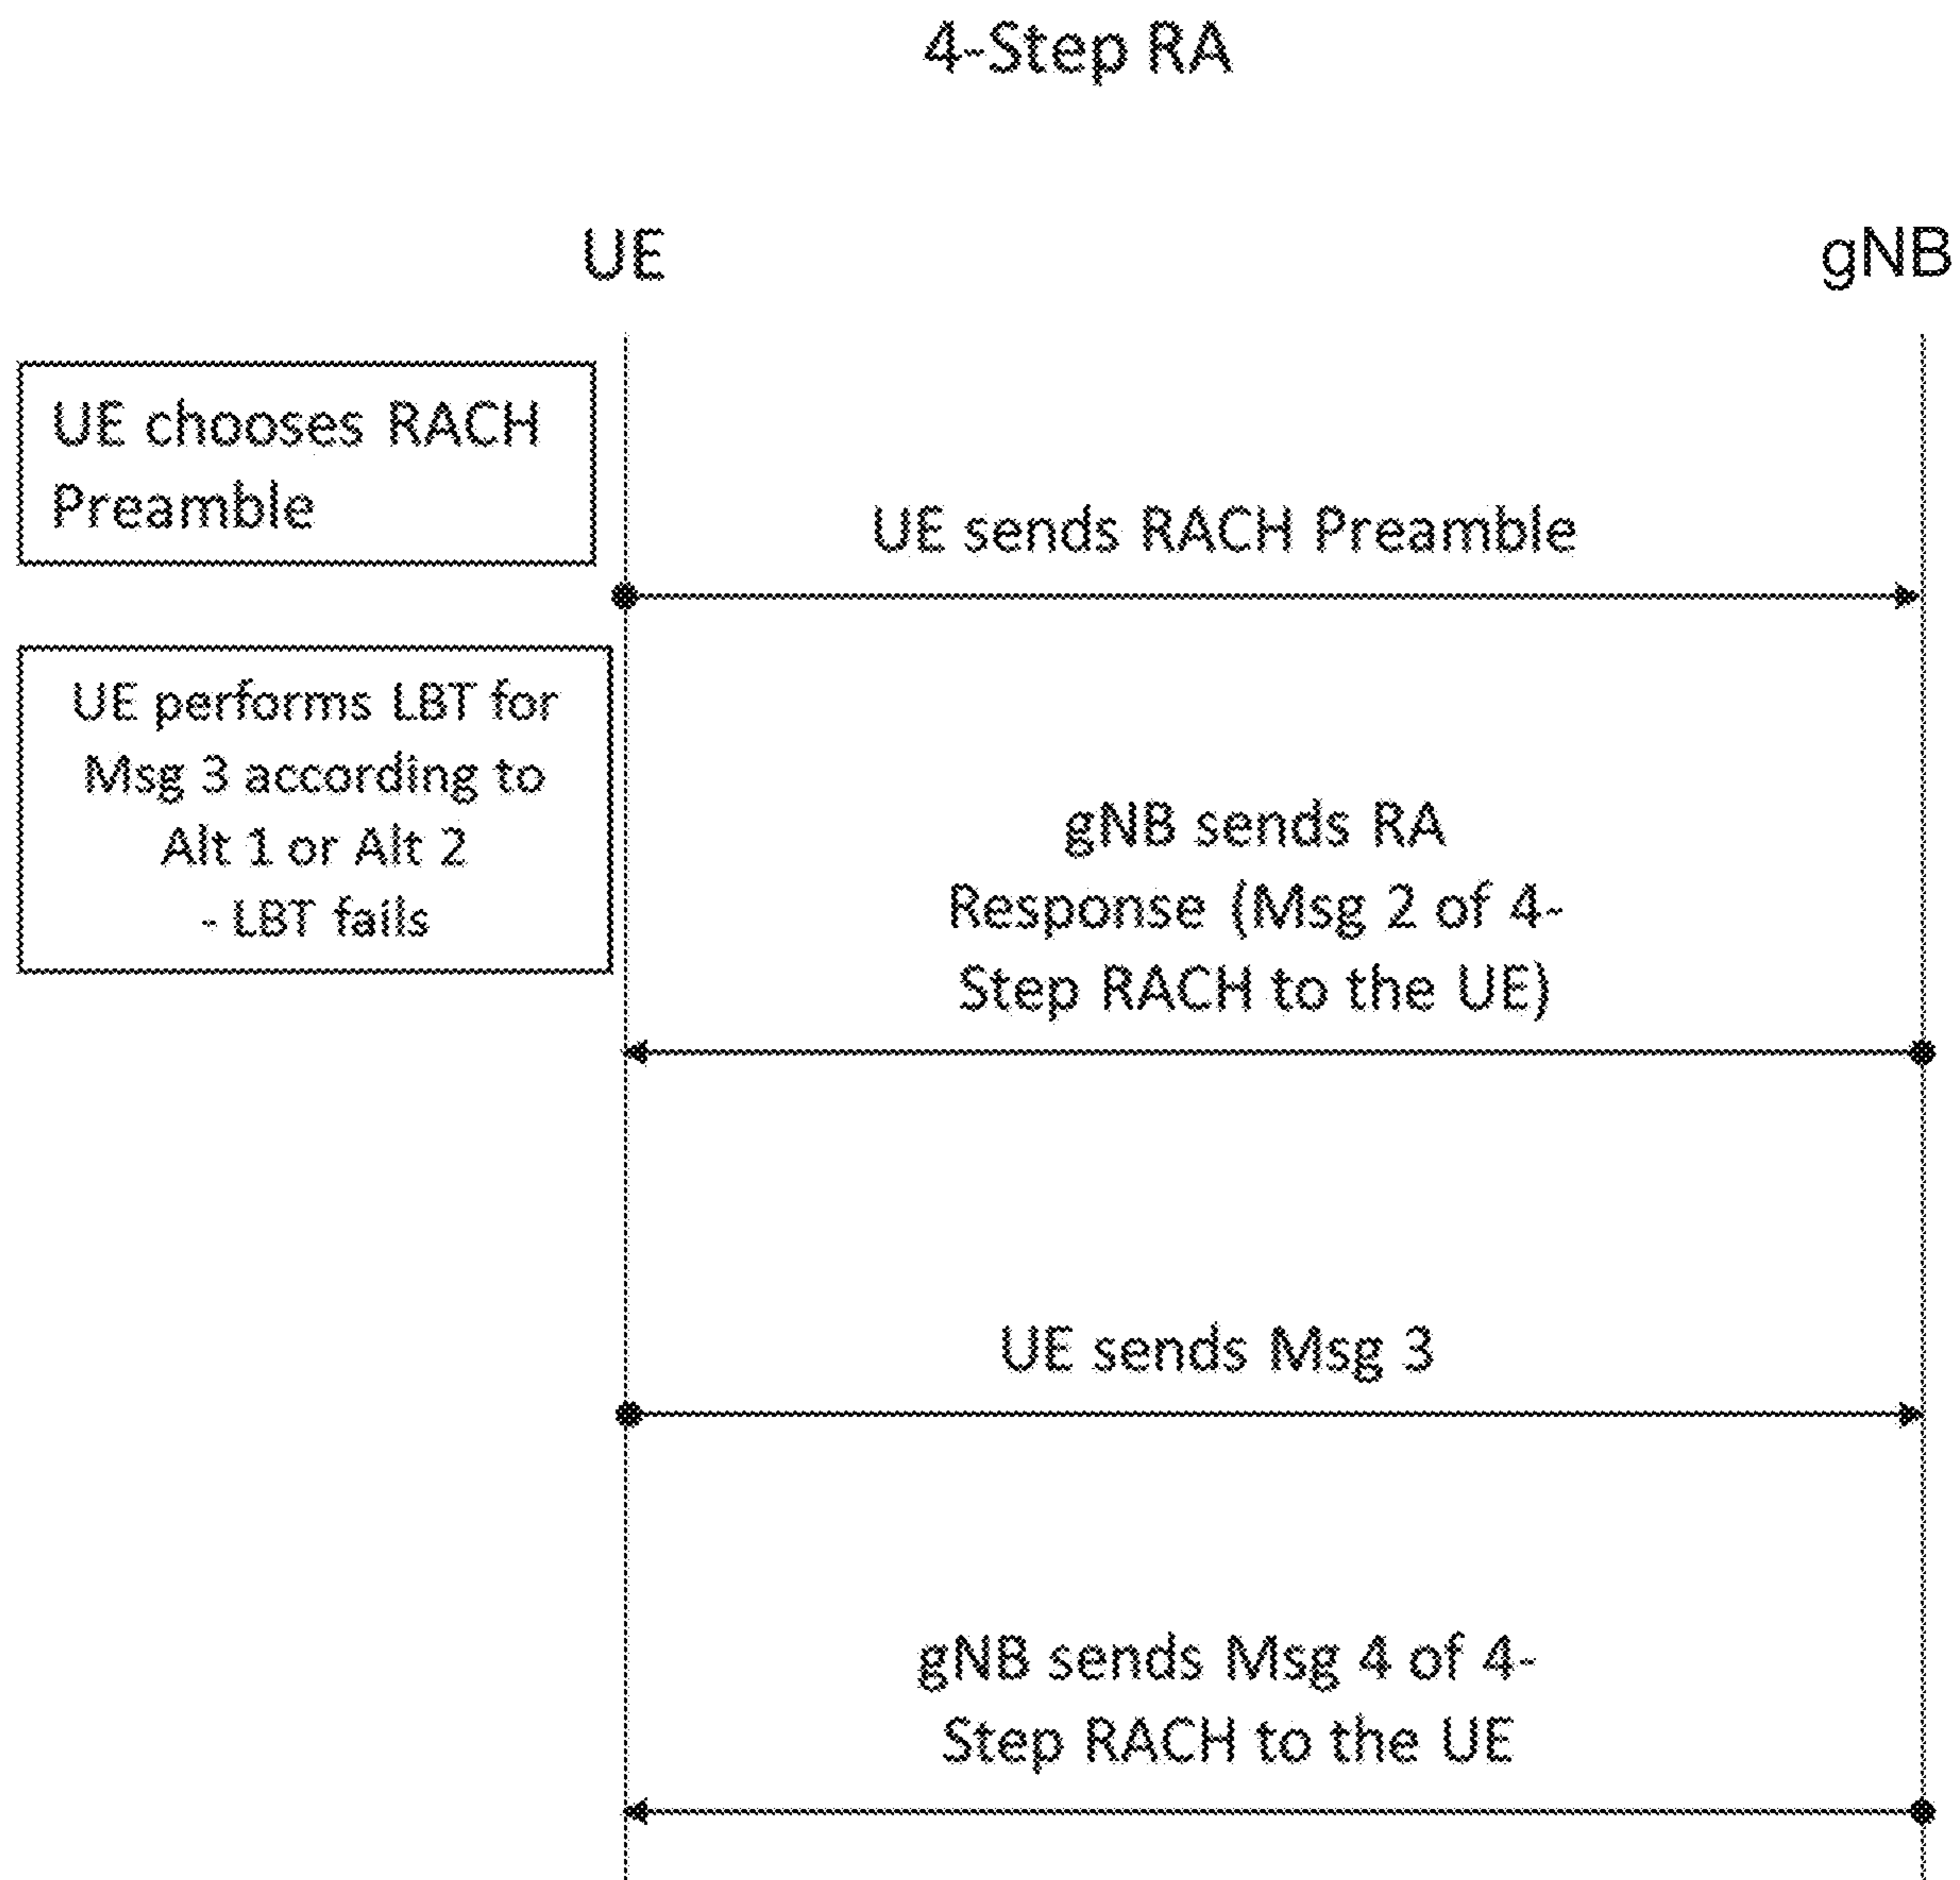 4-Step RA
UE
gNB
UE chooses RACH
Preamble
UE sends RACH Preamble
UE performs LBT for
Msg 3 according to
Alt 1 or Alt 2
- LBT fails
gNB sends RA
Response (Msg 2 of 4-
Step RACH to the UE)
UE sends Msg 3
gNB sends Msg 4 of 4-
Step RACH to the UE